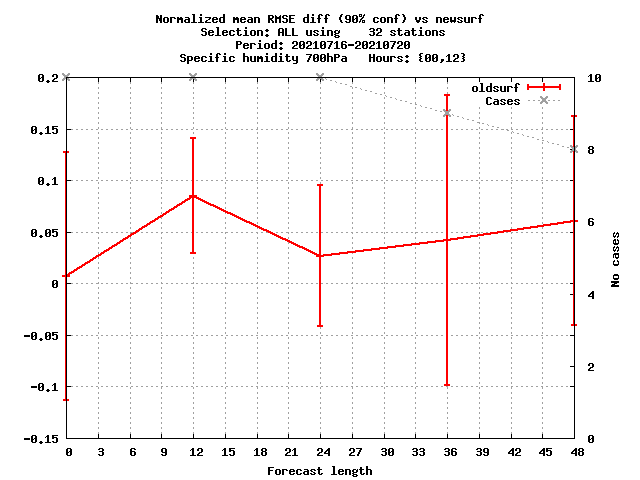 Normalized mean RMSE diff (90% conf) vs newsurf
Selection: ALL using    32 stations
Period: 20210716-20210720
Specific humidity 700hPa   Hours: {00,12}
oldsurf
Cases
0.2
0.15
0.1
0.05
0
-0.05
-0.1
-0.15
10
8
6
4
2
0
No cases
0 3 6 9 12 15 18 21 24 27 30 33 36 39 42 45 48
Forecast length